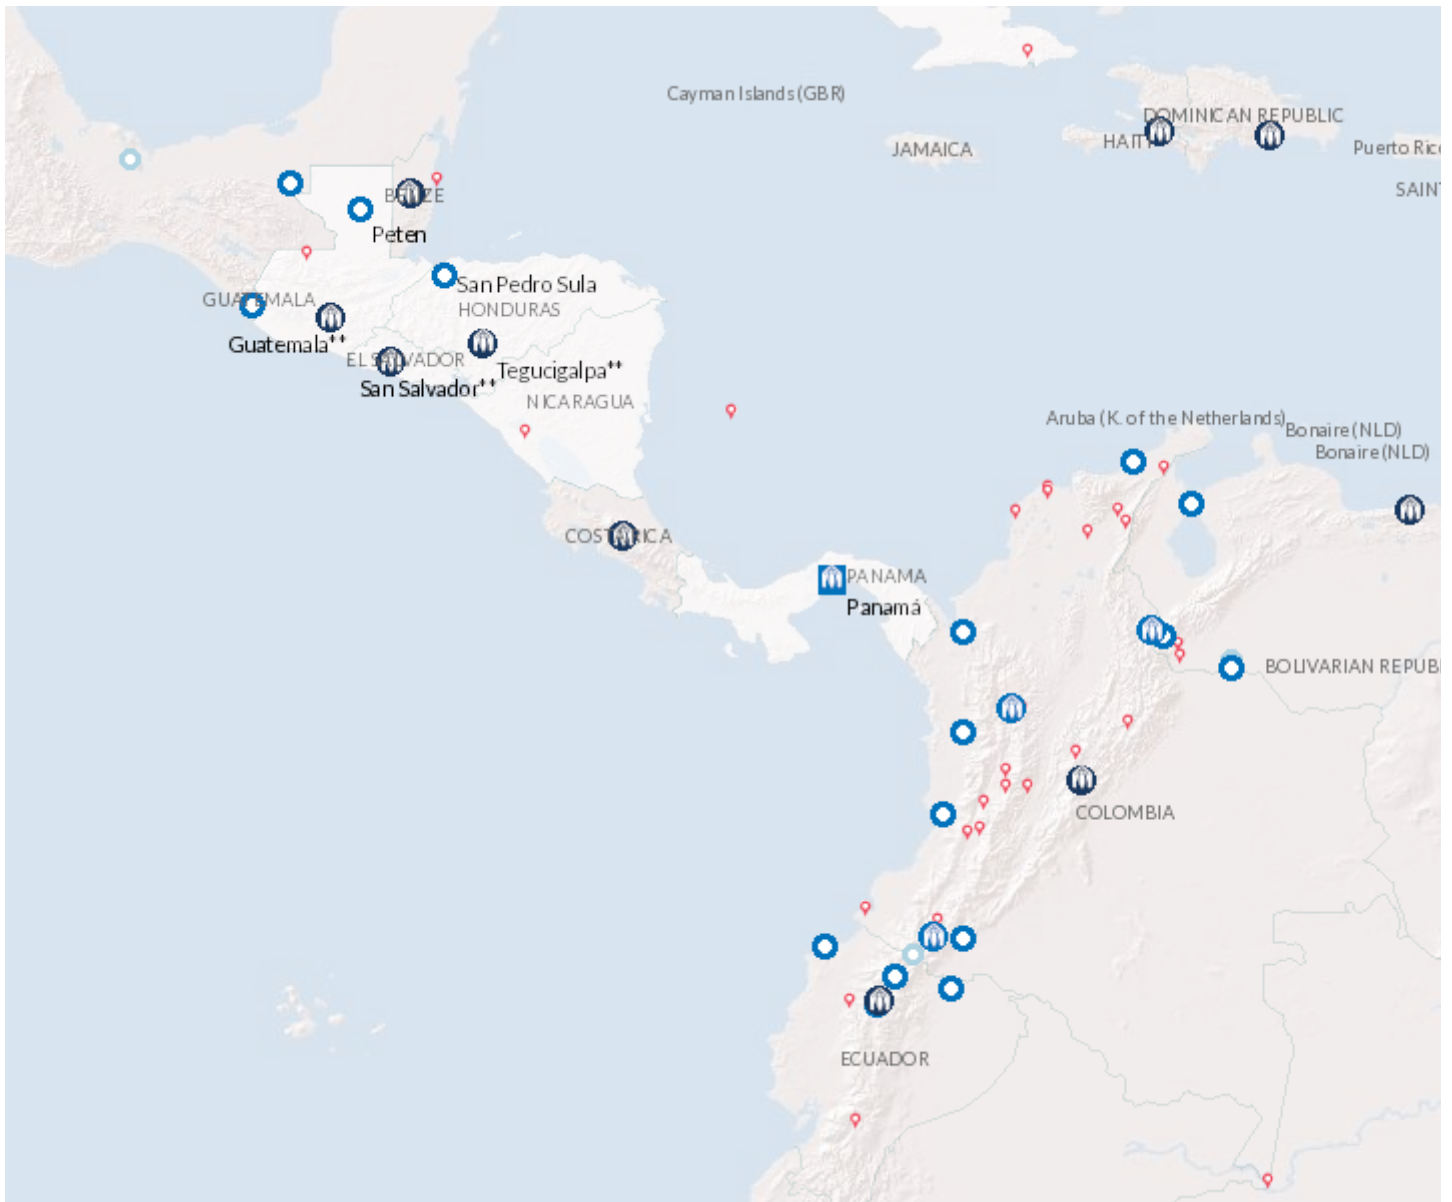 Cayman Islands (GBR)
DOMINICAN REPUBLIC
HAITI
JAMAICA
Puerto Rico
SAINT
BELIZE
Peten
San Pedro Sula
GUATEMALA
HONDURAS
Guatemala**
EL SALVADOR
Tegucigalpa**
San Salvador**
NICARAGUA
Aruba (K. of the Netherlands)
Bonaire (NLD)
Bonaire (NLD)
COSTA RICA
PANAMA
Panamá
BOLIVARIAN REPUBL
COLOMBIA
ECUADOR